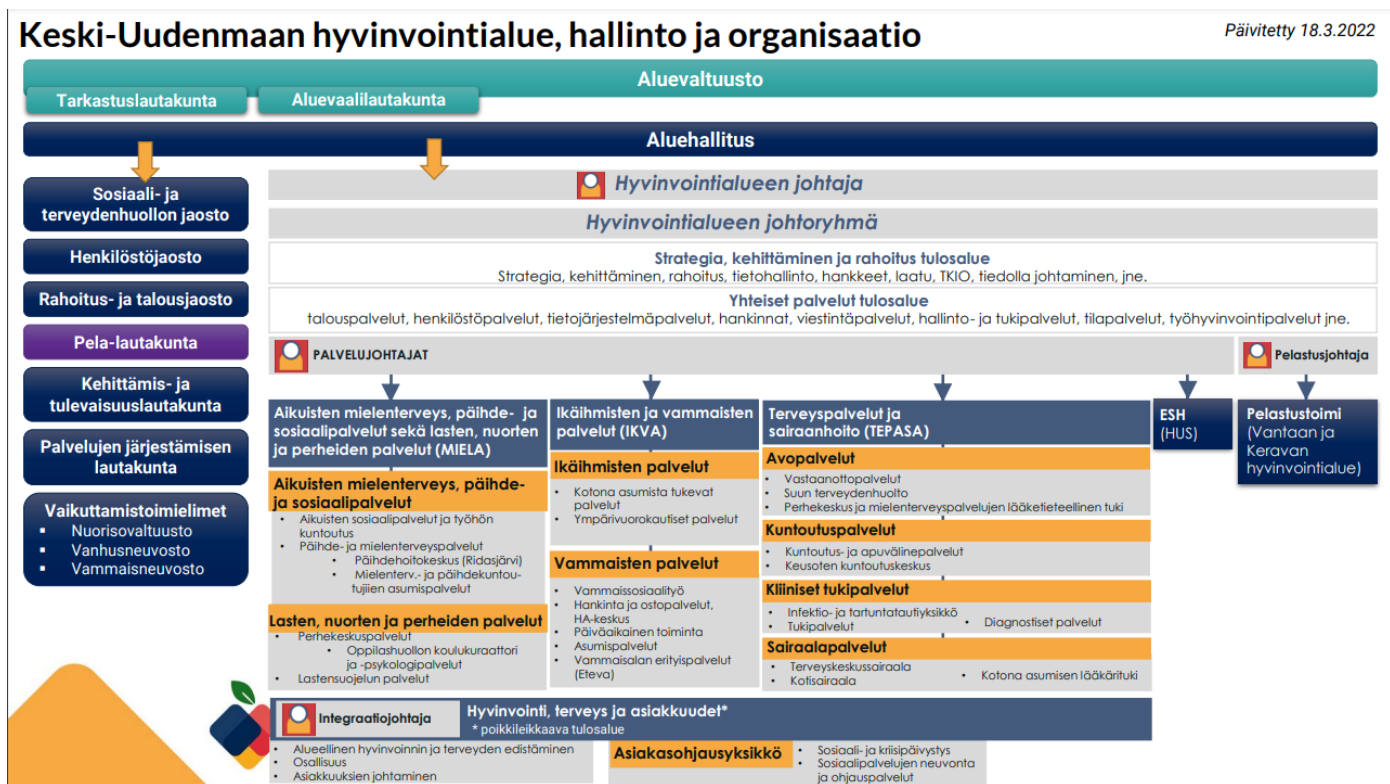 Keski-Uudenmaan hyvinvointialue, hallinto ja organisaatio
Päivitetty 18.3.2022
Aluevaltuusto
Tarkastuslautakunta
Aluevaalilautakunta
Aluehallitus
Sosiaali- ja
terveydenhuollon jaosto
Henkilöstöjaosto
Rahoitus- ja talousjaosto
Pela-lautakunta
Kehittämis- ja
tulevaisuuslautakunta
Palvelujen järjestämisen
lautakunta
Vaikuttamistoimielimet
▪ Nuorisovaltuusto
▪ Vanhusneuvosto
▪ Vammaisneuvosto
Hyvinvointialueen johtaja
Hyvinvointialueen johtoryhmä
Strategia, kehittäminen ja rahoitus tulosalue
Strategia, kehittäminen, rahoitus, tietohallinto, hankkeet, laatu, TKIO, tiedolla johtaminen, jne.
Yhteiset palvelut tulosalue
talouspalvelut, henkilöstöpalvelut, tietojärjestelmäpalvelut, hankinnat, viestintäpalvelut, hallinto- ja tukipalvelut, tilapalvelut, työhyvinvointipalvelut jne.
PALVELUJOHTAJAT
Pelastusjohtaja
Aikuisten mielenterveys, päihde- ja
sosiaalipalvelut sekä lasten, nuorten
ja perheiden palvelut (MIELA)
Aikuisten mielenterveys, päihde-
ja sosiaalipalvelut
• Aikuisten sosiaalipalvelut ja työhön
kuntoutus
• Päihde- ja mielenterveyspalvelut
• Päihdehoitokeskus (Ridasjärvi)
• Mielenterv.- ja päihdekuntou-
tujien asumispalvelut
Lasten, nuorten ja perheiden palvelut
• Perhekeskuspalvelut
• Oppilashuollon koulukuraattori
ja -psykologipalvelut
• Lastensuojelun palvelut
Ikäihmisten ja vammaisten
palvelut (IKVA)
Ikäihmisten palvelut
• Kotona asumista tukevat
palvelut
• Ympärivuorokautiset palvelut
Vammaisten palvelut
• Vammaissosiaalityö
• Hankinta ja ostopalvelut,
HA-keskus
• Päiväaikainen toiminta
• Asumispalvelut
• Vammaisalan erityispalvelut
(Eteva)
Terveyspalvelut ja
sairaanhoito (TEPASA)
Avopalvelut
• Vastaanottopalvelut
• Suun terveydenhuolto
• Perhekeskus ja mielenterveyspalvelujen lääketieteellinen tuki
Kuntoutuspalvelut
• Kuntoutus- ja apuvälinepalvelut
• Keusoten kuntoutuskeskus
Kliiniset tukipalvelut
• Infektio- ja tartuntatautiyksikkö
• Tukipalvelut
• Diagnostiset palvelut
Sairaalapalvelut
• Terveyskeskussairaala
• Kotisairaala
• Kotona asumisen lääkärituki
ESH
(HUS)
Pelastustoimi
(Vantaan ja
Keravan
hyvinvointialue)
Integraatiojohtaja
Hyvinvointi, terveys ja asiakkuudet*
* poikkileikkaava tulosalue
• Alueellinen hyvinvoinnin ja terveyden edistäminen
• Osallisuus
• Asiakkuuksien johtaminen
Asiakasohjausyksikkö
• Sosiaali- ja kriisipäivystys
• Sosiaalipalvelujen neuvonta
ja ohjauspalvelut